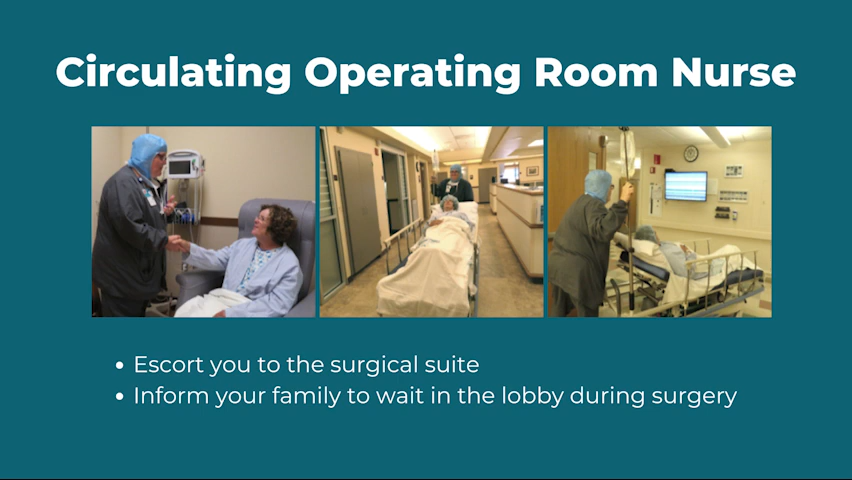 Circulating Operating Room Nurse
• Escort you to the surgical suite
• Inform your family to wait in the lobby during surgery